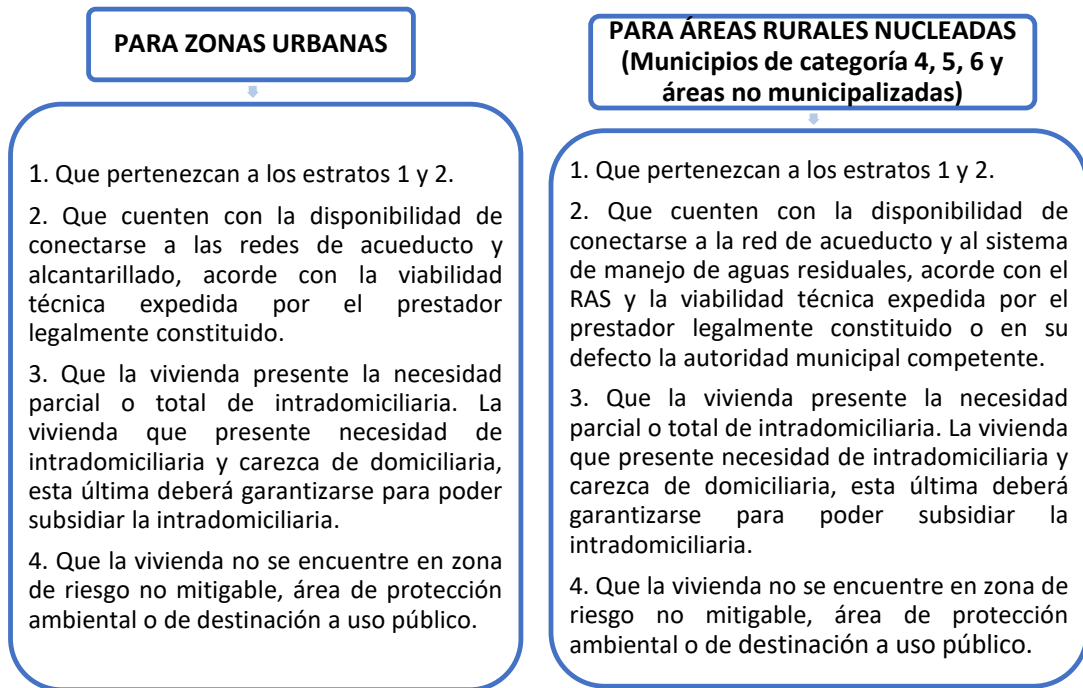 PARA ZONAS URBANAS
1. Que pertenezcan a los estratos 1 y 2.
2. Que cuenten con la disponibilidad de
conectarse a las redes de acueducto y
alcantarillado, acorde con la viabilidad
técnica expedida por el prestador
legalmente constituido.
3. Que la vivienda presente la necesidad
parcial o total de intradomiciliaria. La
vivienda que presente necesidad de
intradomiciliaria y carezca de domiciliaria,
esta última deberá garantizarse para poder
subsidiar la intradomiciliaria.
4. Que la vivienda no se encuentre en zona
de riesgo no mitigable, área de protección
ambiental o de destinación a uso público.
PARA ÁREAS RURALES NUCLEADAS
(Municipios de categoría 4, 5, 6 y
áreas no municipalizadas)
1. Que pertenezcan a los estratos 1 y 2.
2. Que cuenten con la disponibilidad de
conectarse a la red de acueducto y al sistema
de manejo de aguas residuales, acorde con el
RAS y la viabilidad técnica expedida por el
prestador legalmente constituido o en su
defecto la autoridad municipal competente.
3. Que la vivienda presente la necesidad
parcial o total de intradomiciliaria. La vivienda
que presente necesidad de intradomiciliaria y
carezca de domiciliaria, esta última deberá
garantizarse para poder subsidiar la
intradomiciliaria.
4. Que la vivienda no se encuentre en zona de
riesgo no mitigable, área de protección
ambiental o de destinación a uso público.